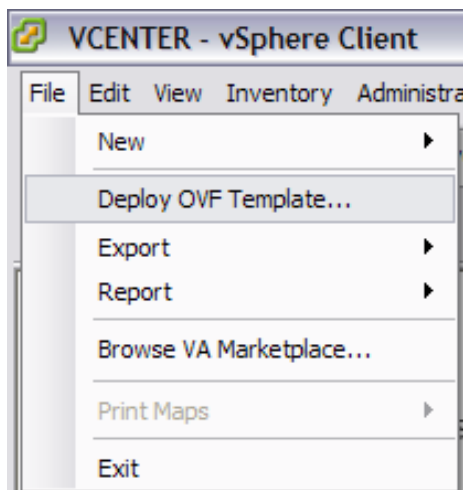 VCENTER - vSphere Client
File Edit View Inventory
New
Deploy OVF Template...
Export
Report
Browse VA Marketplace...
Print Maps
Exit